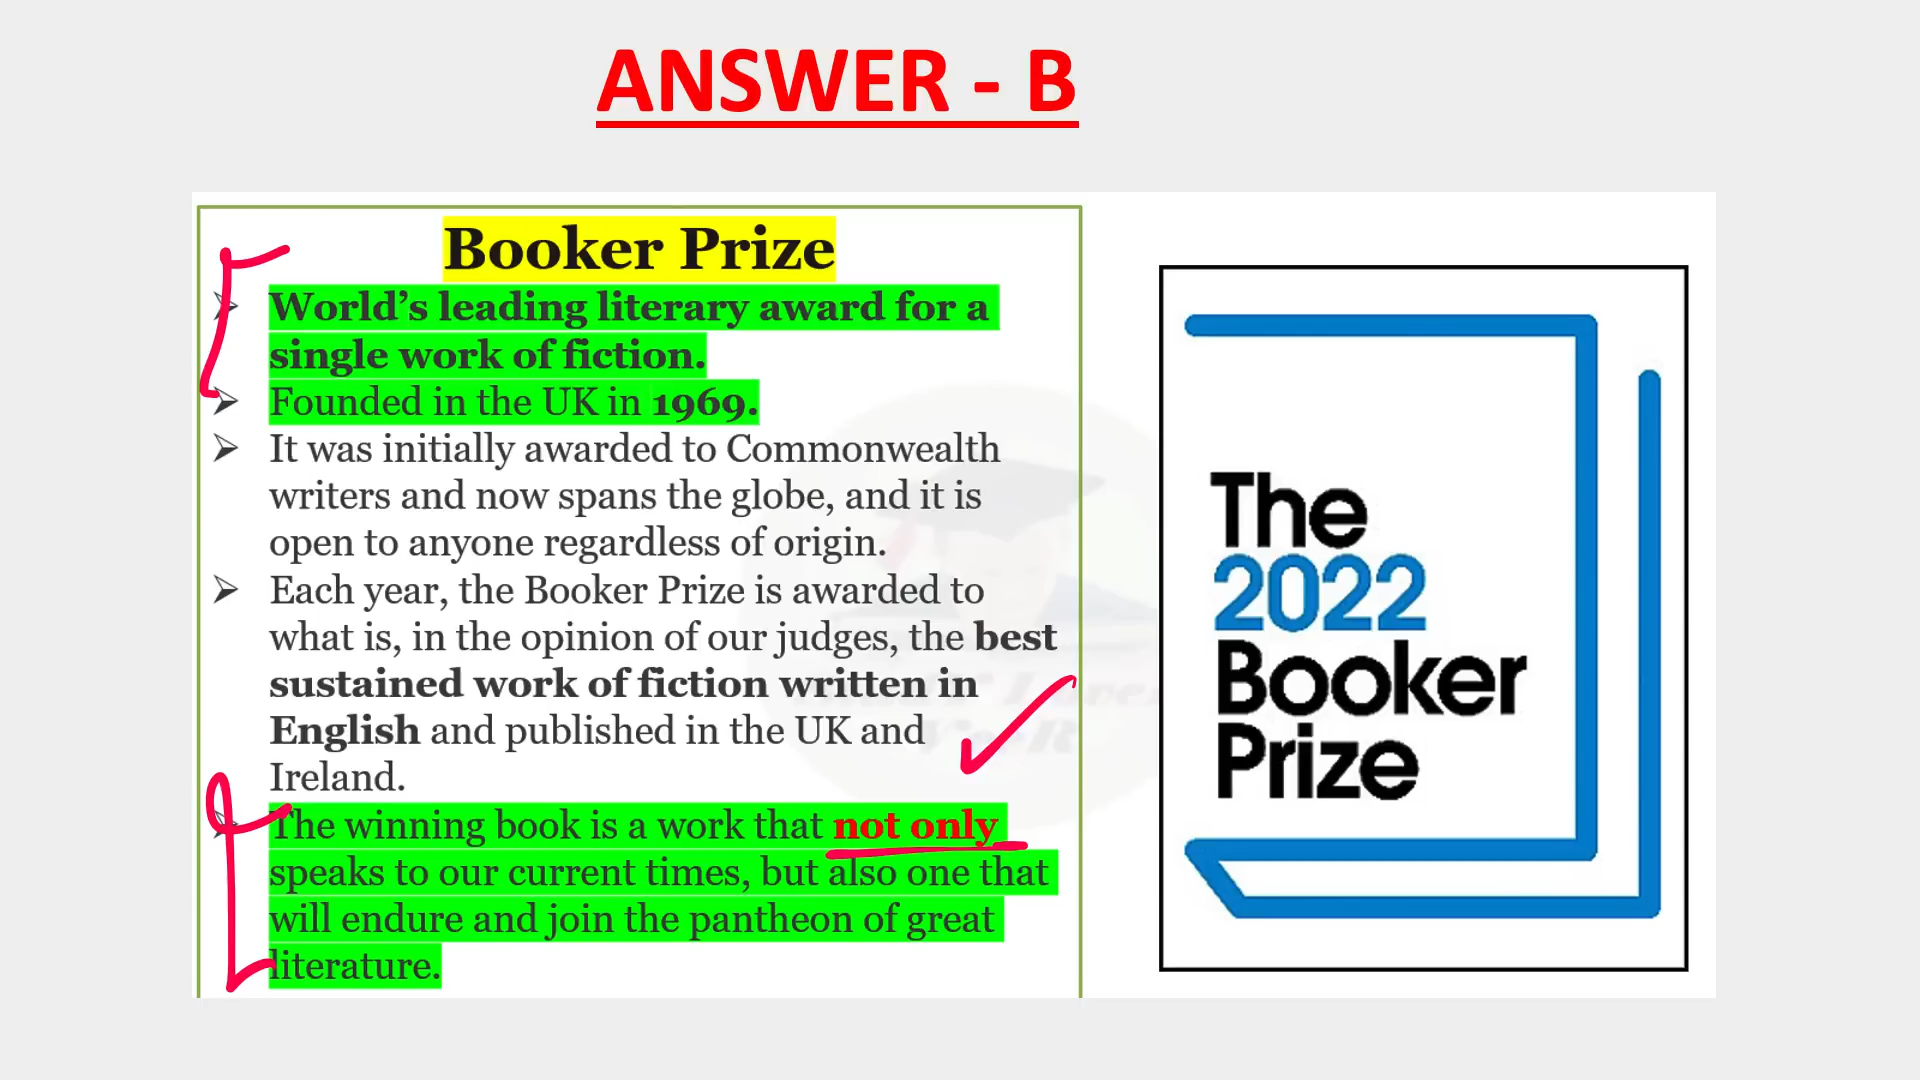 ANSWER - B
Booker Prize
➢ World’s leading literary award for a
single work of fiction.
➢ Founded in the UK in 1969.
➢ It was initially awarded to Commonwealth
writers and now spans the globe, and it is
open to anyone regardless of origin.
➢ Each year, the Booker Prize is awarded to
what is, in the opinion of our judges, the best
sustained work of fiction written in
English and published in the UK and
Ireland.
➢ The winning book is a work that not only
speaks to our current times, but also one that
will endure and join the pantheon of great
literature.
The
2022
Booker
Prize